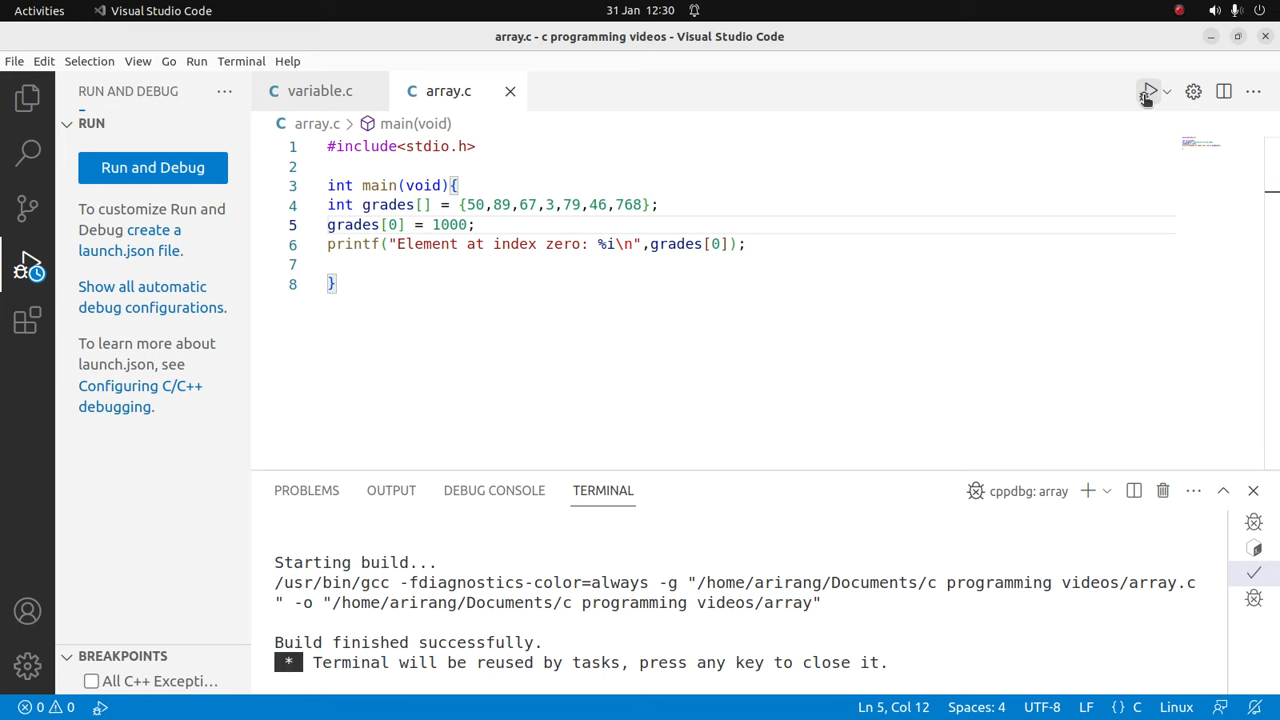 Activities Visual Studio Code 31 Jan 12:30
array.c - c programming videos - Visual Studio Code
File Edit Selection View Go Run Terminal Help
RUN AND DEBUG ··· C variable.c C array.c
RUN
C array.c > main(void)
Run and Debug
To customize Run and
Debug create a
launch.json file.
Show all automatic
debug configurations.
To learn more about
launch.json, see
Configuring C/C++
debugging.
1 #include<stdio.h>
2
3 int main(void){
4 int grades[] = {50,89,67,3,79,46,768};
5 grades[0] = 1000;
6 printf("Element at index zero: %i\n",grades[0]);
7
8 }
PROBLEMS OUTPUT DEBUG CONSOLE TERMINAL cppdbg: array
Starting build...
/usr/bin/gcc -fdiagnostics-color=always -g "/home/arirang/Documents/c programming videos/array.c
" -o "/home/arirang/Documents/c programming videos/array"
Build finished successfully.
* Terminal will be reused by tasks, press any key to close it.
BREAKPOINTS
All C++ Excepti...
0 0 Ln 5, Col 12 Spaces: 4 UTF-8 LF {} C Linux